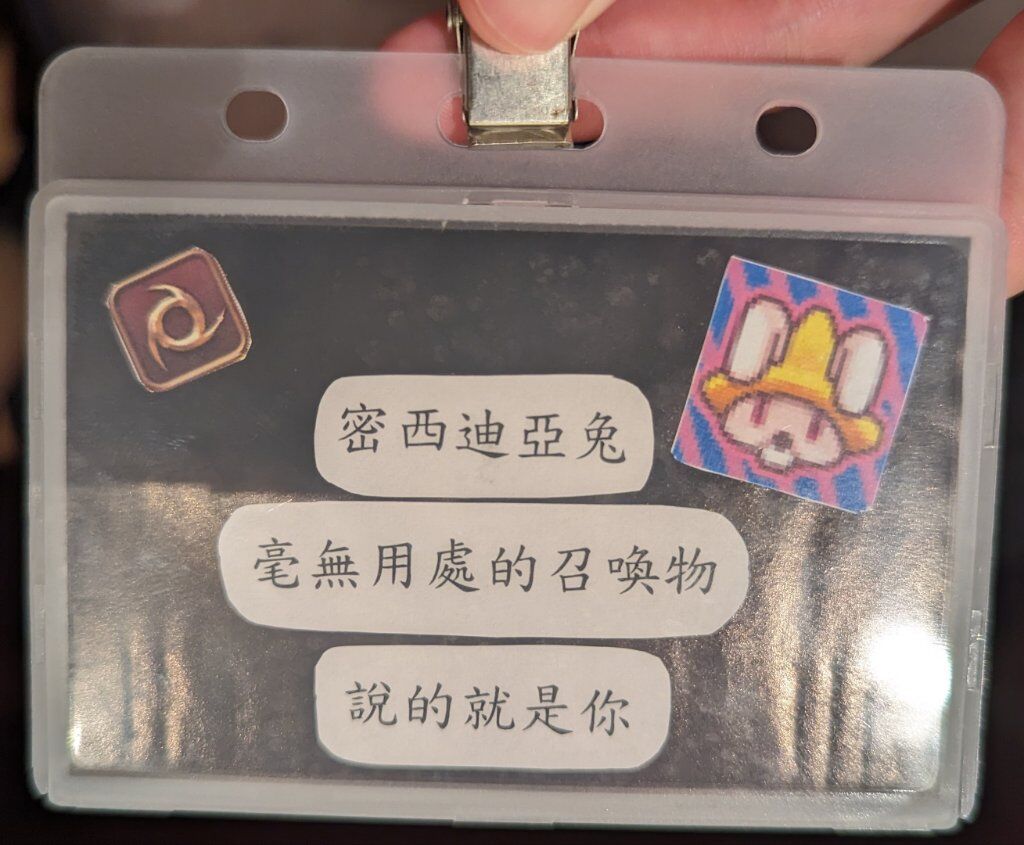 密西迪亞兔
毫無用處的召喚物
說的就是你